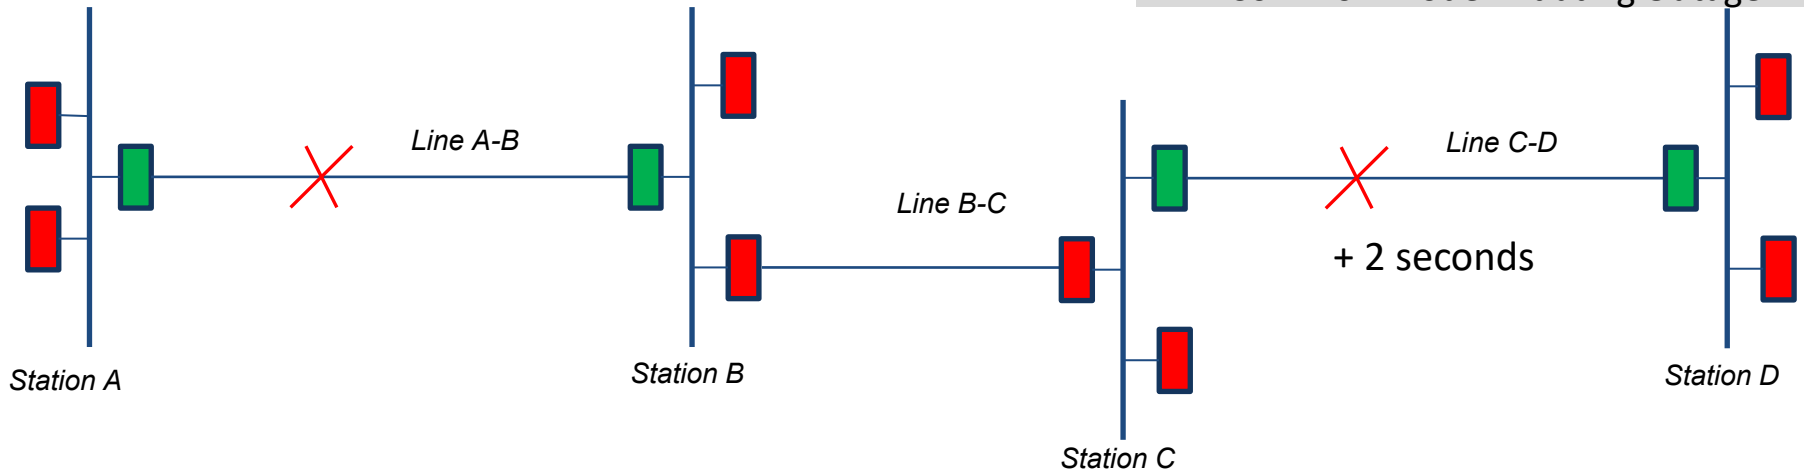 Line A-B
Line C-D
Line B-C
+ 2 seconds
Station A
Station B
Station D
Station C